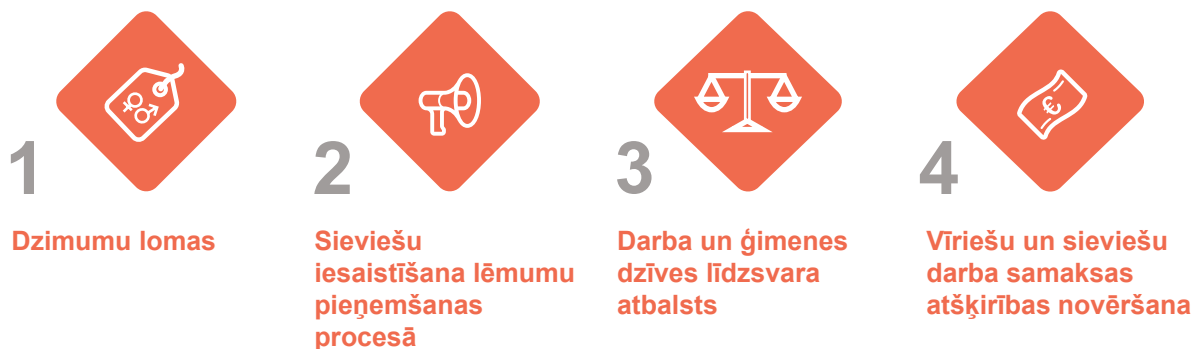 1
Dzimumu lomas
2
Sieviešu
iesaistīšana lēmumu
pieņemšanas
procesā
3
Darba un ģimenes
dzīves līdzsvara
atbalsts
4
€
Vīriešu un sieviešu
darba samaksas
atšķirības novēršana